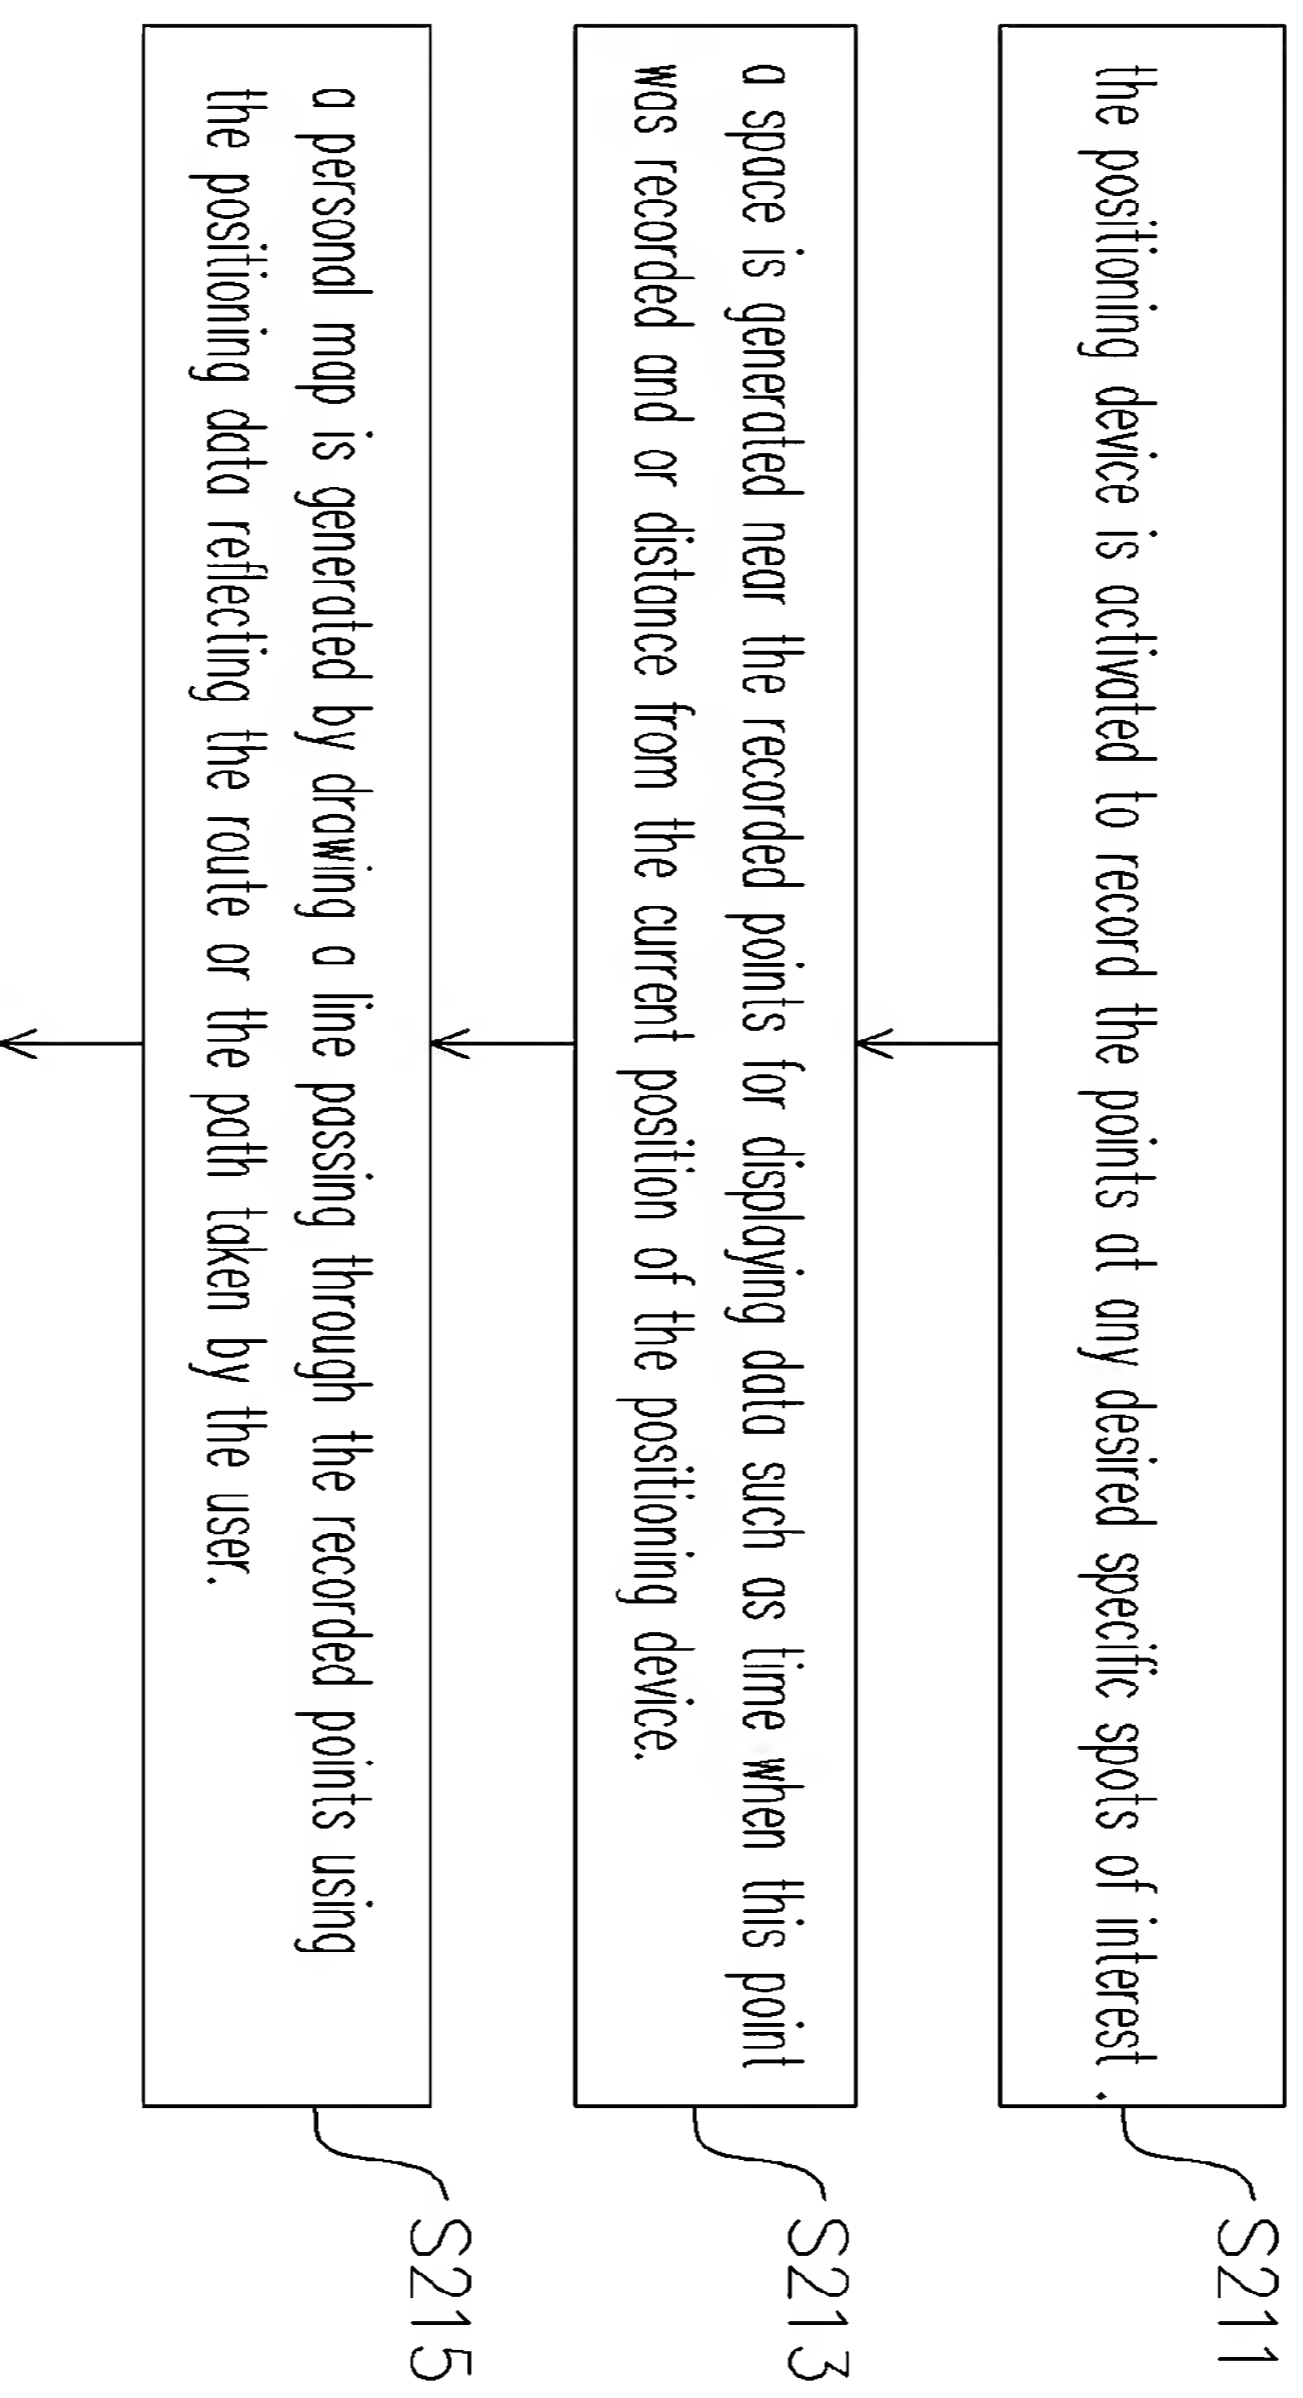 the positioning device is activated to record the points at any desired specific spots of interest .
S211
a space is generated near the recorded points for displaying data such as time when this point
was recorded and or distance from the current position of the positioning device.
S213
a personal map is generated by drawing a line passing through the recorded points using
the positioning data reflecting the route or the path taken by the user.
S215